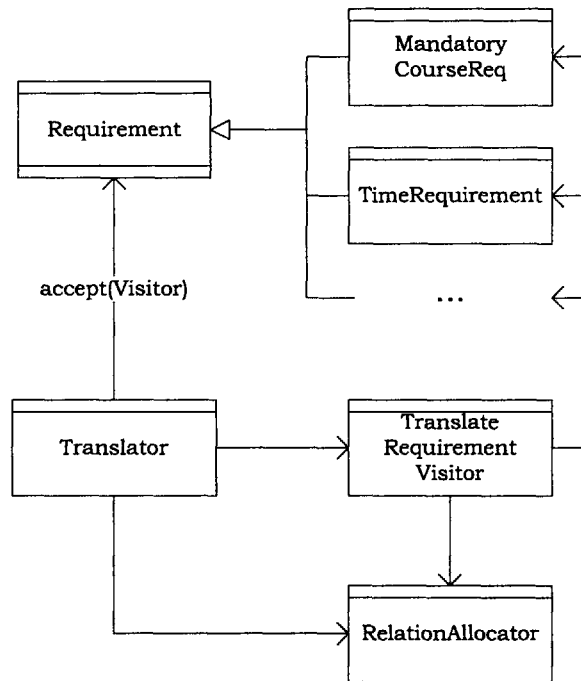 Mandatory
CourseReq
Requirement
TimeRequirement
accept(Visitor)
...
Translator
Translate
Requirement
Visitor
RelationAllocator